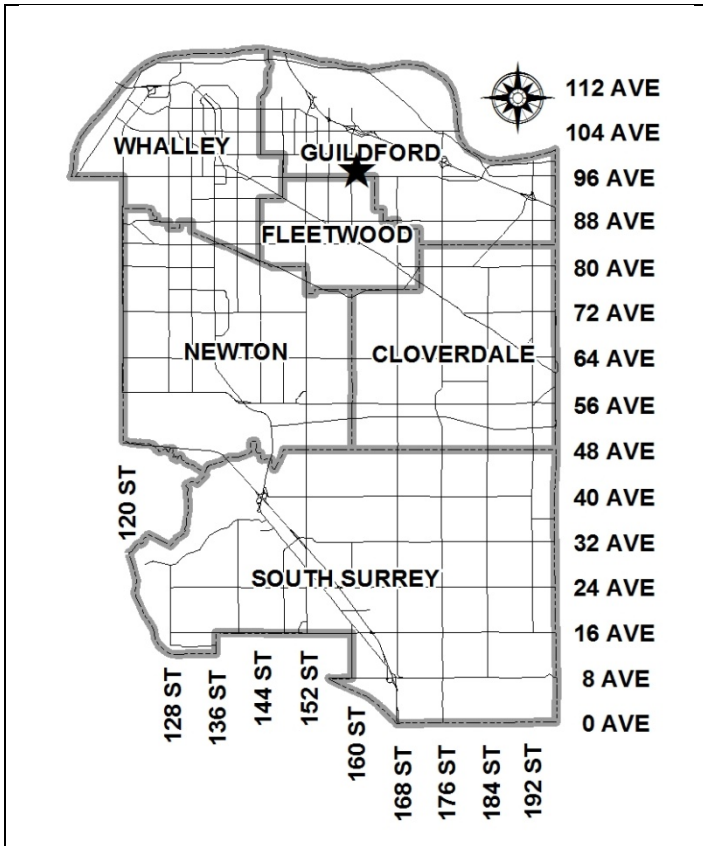 112 AVE
104 AVE
WHALLEY
GUILDFORD
96 AVE
88 AVE
FLEETWOOD
80 AVE
72 AVE
NEWTON
CLOVERDALE
64 AVE
56 AVE
48 AVE
40 AVE
120 ST
32 AVE
SOUTH SURREY
24 AVE
16 AVE
8 AVE
0 AVE
128 ST
136 ST
144 ST
152 ST
160 ST
168 ST
176 ST
184 ST
192 ST